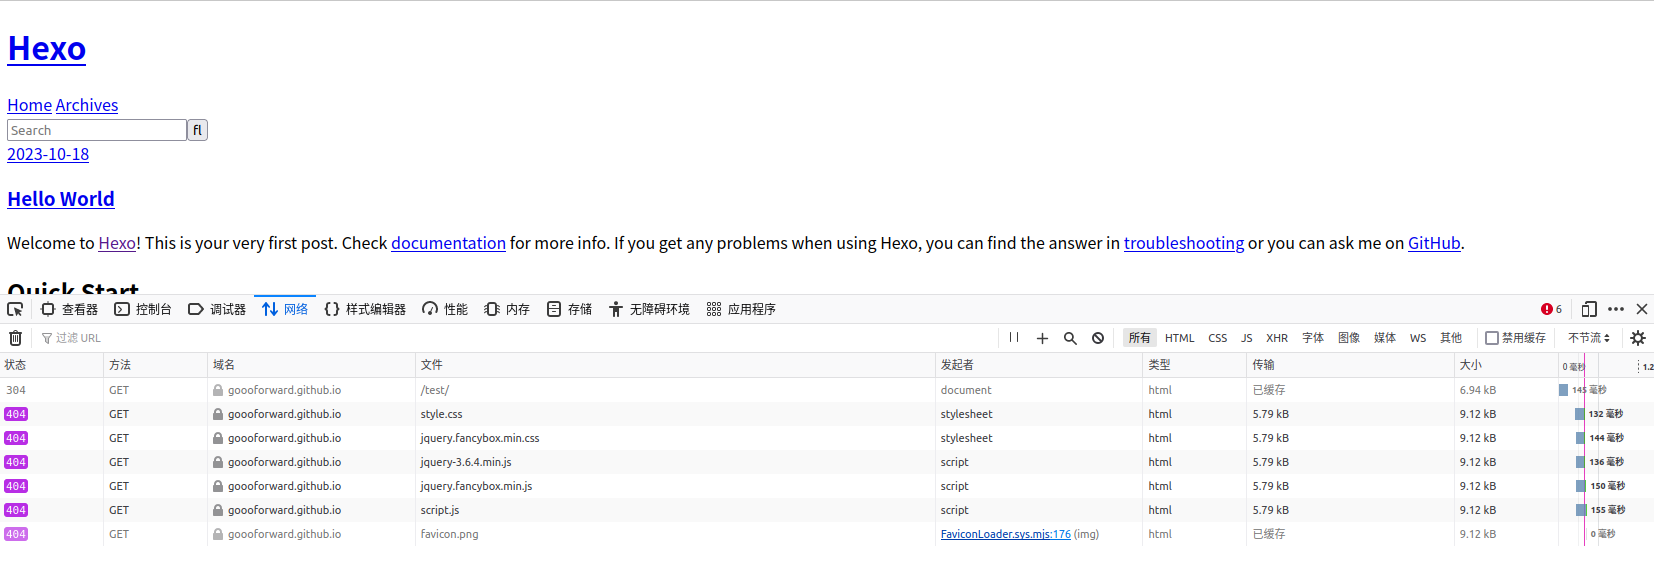 Hexo
Home Archives
Search fl
2023-10-18
Hello World
Welcome to Hexo! This is your very first post. Check documentation for more info. If you get any problems when using Hexo, you can find the answer in troubleshooting or you can ask me on GitHub.
Quick Start
查看器 控制台 调试器 网络 样式编辑器 性能 内存 存储 无障碍环境 应用程序 6
过滤 URL 所有 HTML CSS JS XHR 字体 图像 媒体 WS 其他 禁用缓存 不节流
状态 方法 域名 文件 发起者 类型 传输 大小 0 毫秒 1.2
304 GET goooforward.github.io /test/ document html 已缓存 6.94 kB 145 毫秒
404 GET goooforward.github.io style.css stylesheet html 5.79 kB 9.12 kB 132 毫秒
404 GET goooforward.github.io jquery.fancybox.min.css stylesheet html 5.79 kB 9.12 kB 144 毫秒
404 GET goooforward.github.io jquery-3.6.4.min.js script html 5.79 kB 9.12 kB 136 毫秒
404 GET goooforward.github.io jquery.fancybox.min.js script html 5.79 kB 9.12 kB 150 毫秒
404 GET goooforward.github.io script.js script html 5.79 kB 9.12 kB 155 毫秒
404 GET goooforward.github.io favicon.png FaviconLoader.sys.mjs:176 (img) html 已缓存 9.12 kB 0 毫秒